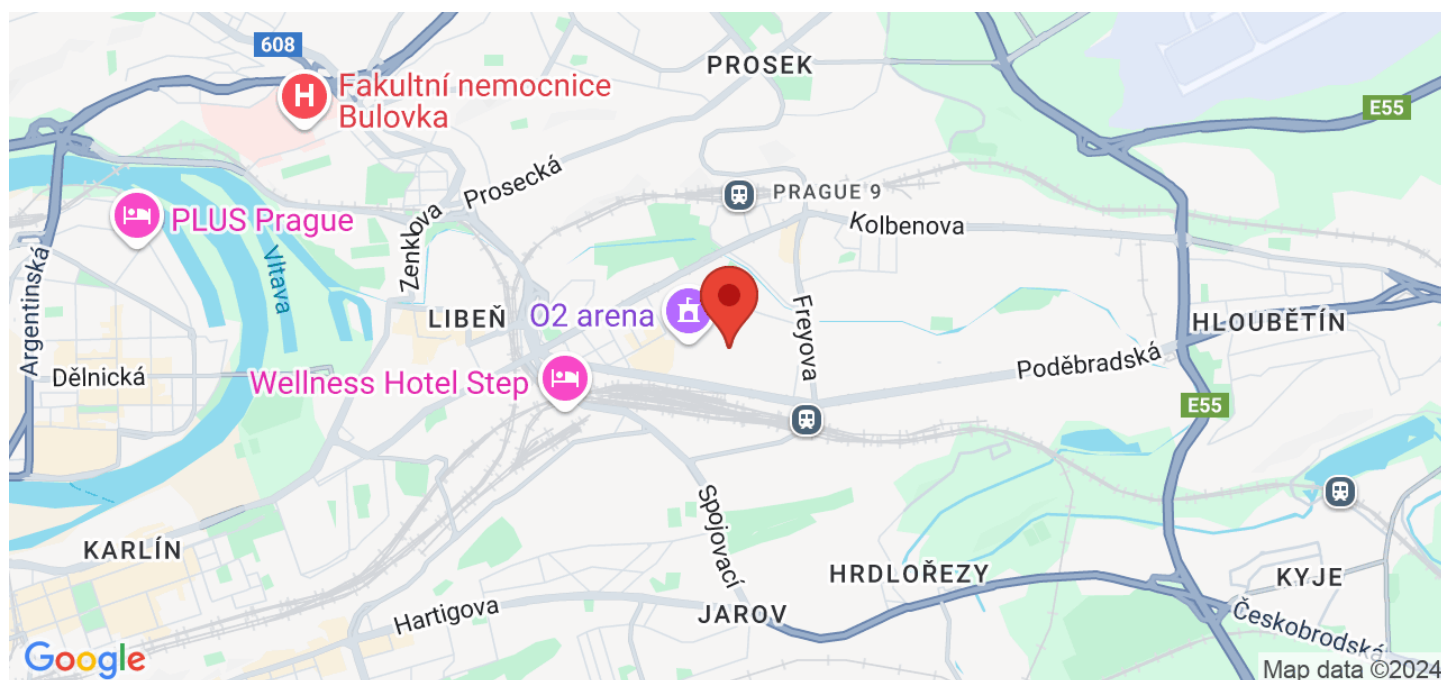 608
PROSEK
Fakultní nemocnice
Bulovka
E55
Prosecká
PRAGUE 9
PLUS Prague
Zenklova
Kolbenova
Vltava
Argentinská
O2 arena
LIBEŇ
Freyova
HLOUBĚTÍN
Dělnická
Wellness Hotel Step
Poděbradská
E55
Spojovací
KARLÍN
HRDLOŘEZY
KYJE
Hartigova
JAROV
Českobrodská
Google
Map data ©2024